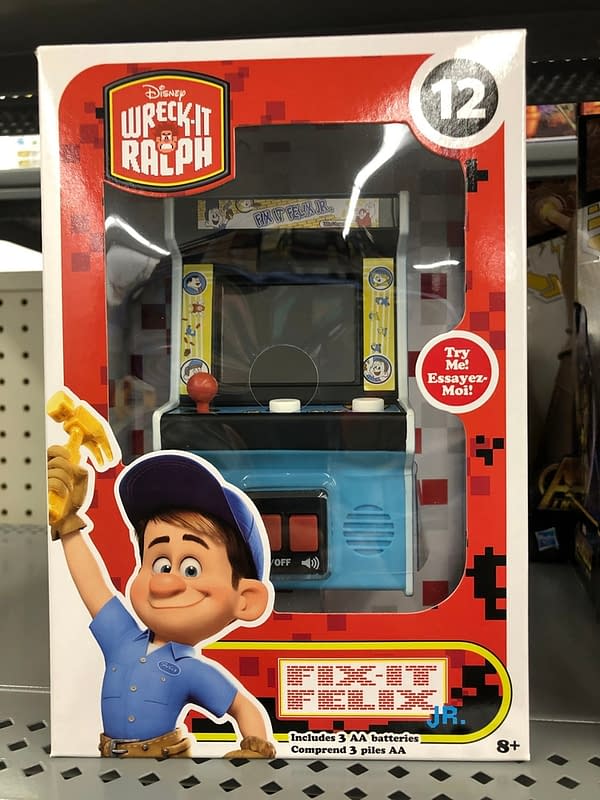 Disney
WRECK-IT
RALPH
12
FIX IT FELIX JR.
Try
Me!
Essayez-
Moi!
/OFF
FIX-IT
FELIX
JR.
Includes 3 AA batteries
Comprend 3 piles AA
8+